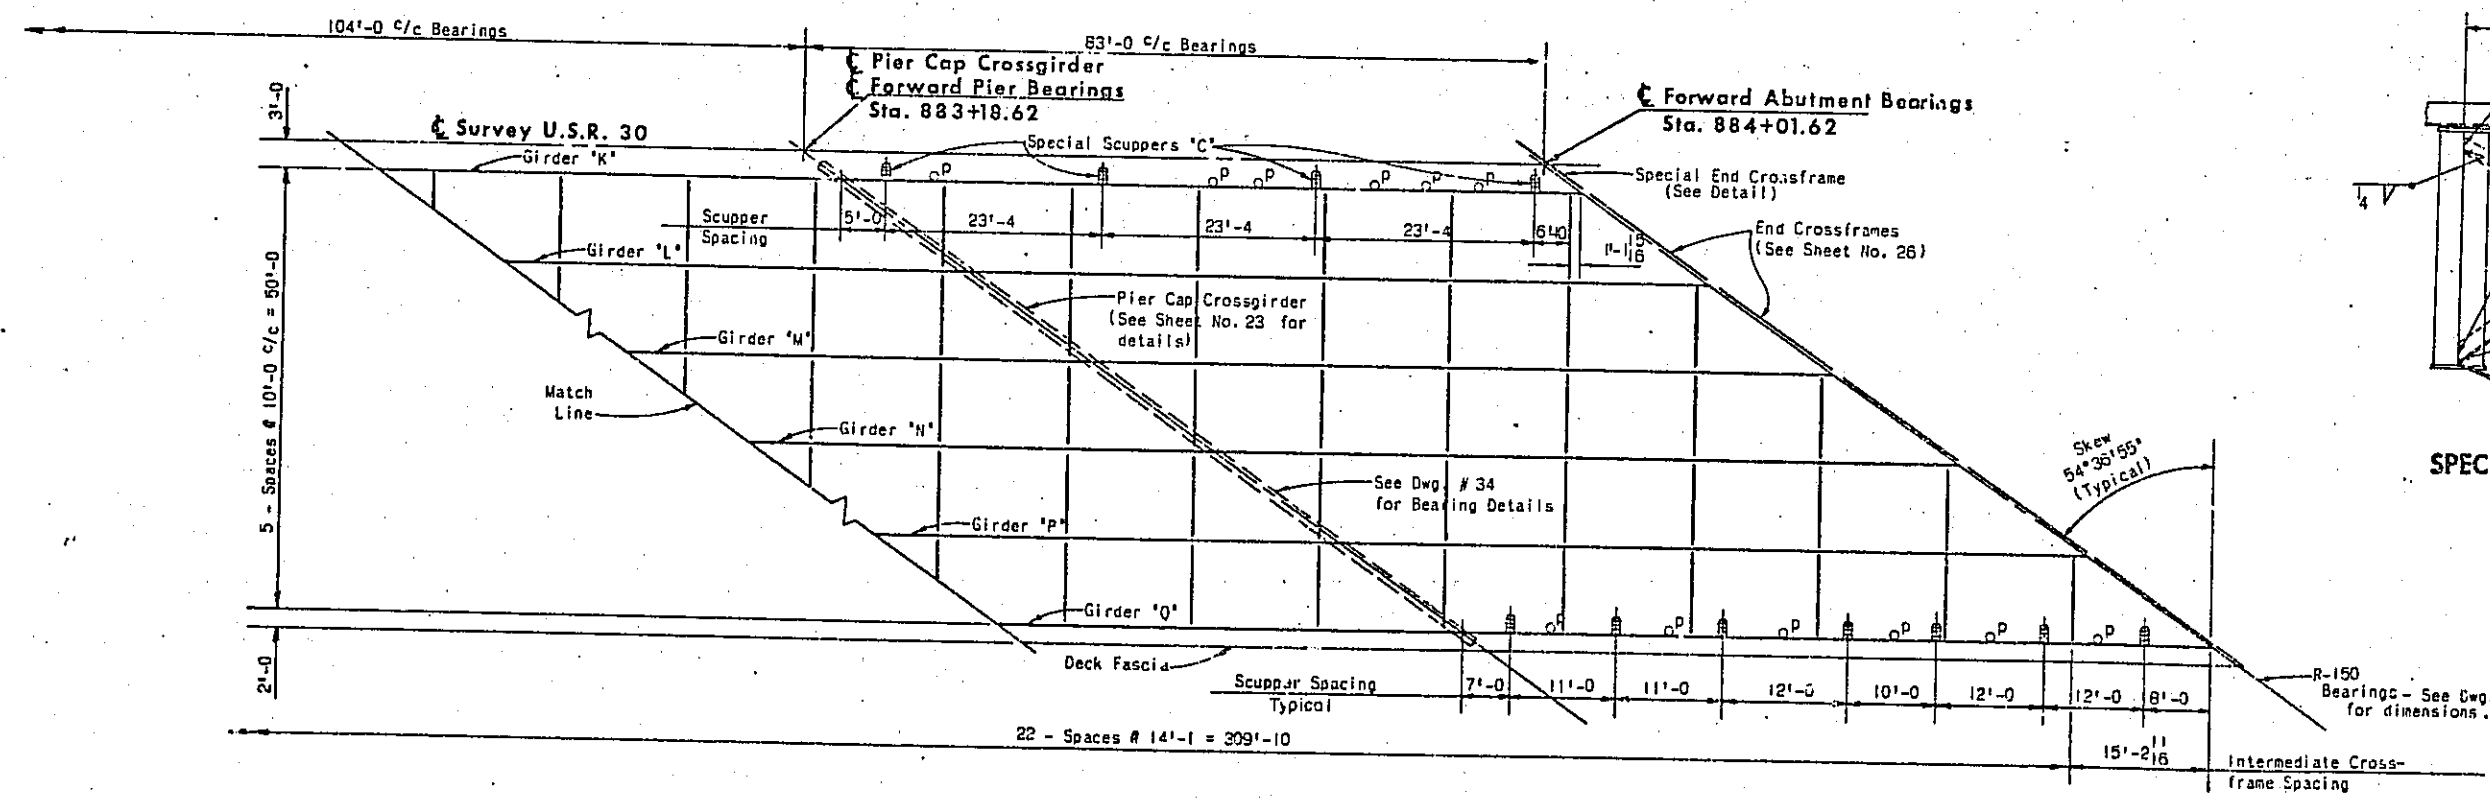 104'-0 c/c Bearings
83'-0 c/c Bearings
℄ Pier Cap Crossgirder
℄ Forward Pier Bearings
Sta. 883+18.62
℄ Forward Abutment Bearings
Sta. 884+01.62
3'-0
℄ Survey U.S.R. 30
Girder "K"
Special Scuppers "C"
P
P
P
P
P
P
Special End Crossframe
(See Detail)
Scupper
Spacing
5'-0
23'-4
23'-4
23'-4
1'-1 15/16
End Crossframes
(See Sheet No. 26)
Girder "L"
Pier Cap Crossgirder
(See Sheet No. 23 for
details)
Girder "M"
5 - Spaces @ 10'-0 c/c = 50'-0
Match
Line
Girder "N"
Skew
54°36'55"
(Typical)
SPEC
4
See Dwg. # 34
for Bearing Details
Girder "P"
Girder "Q"
P
P
P
P
P
P
Deck Fascia
2'-0
Scupper Spacing
Typical
7'-0
11'-0
11'-0
12'-0
10'-0
12'-0
12'-0
8'-0
R-150
Bearings - See Dwg
for dimensions.
22 - Spaces @ 14'-1 = 309'-10
15'-2 11/16
Intermediate Cross-
frame Spacing